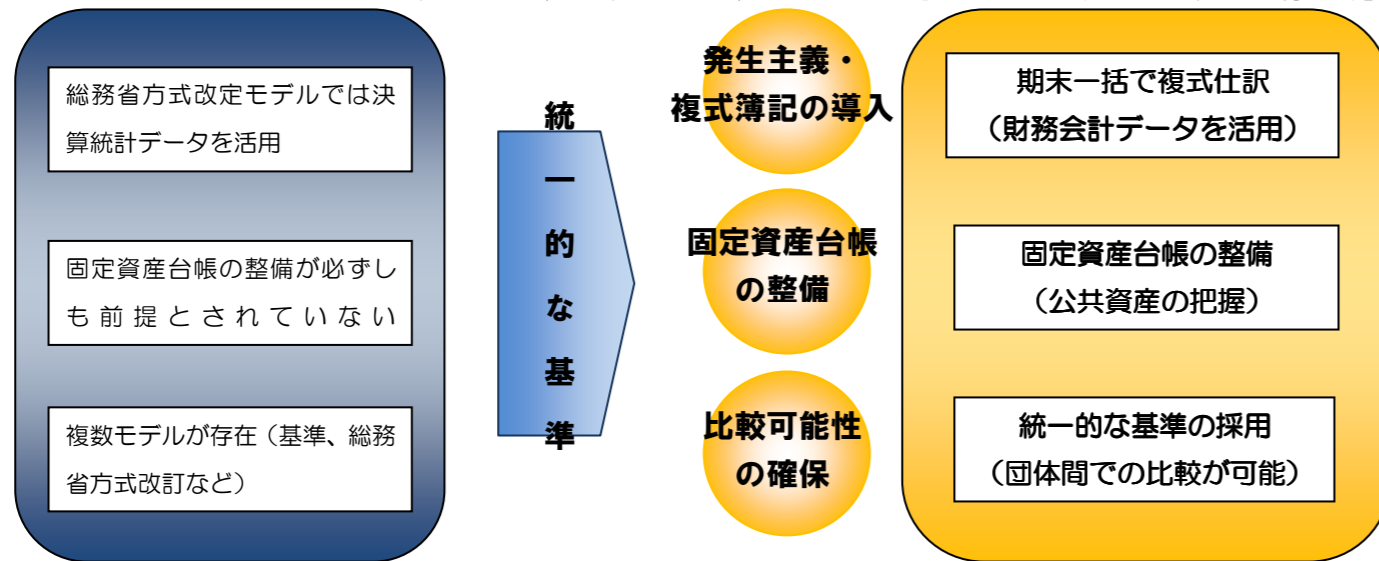 総務省方式改定モデルでは決
算統計データを活用
固定資産台帳の整備が必ずし
も前提とされていない
複数モデルが存在（基準、総務
省方式改訂など）
統一的な基準
発生主義・
複式簿記の導入
固定資産台帳
の整備
比較可能性
の確保
期末一括で複式仕訳
（財務会計データを活用）
固定資産台帳の整備
（公共資産の把握）
統一的な基準の採用
（団体間での比較が可能）